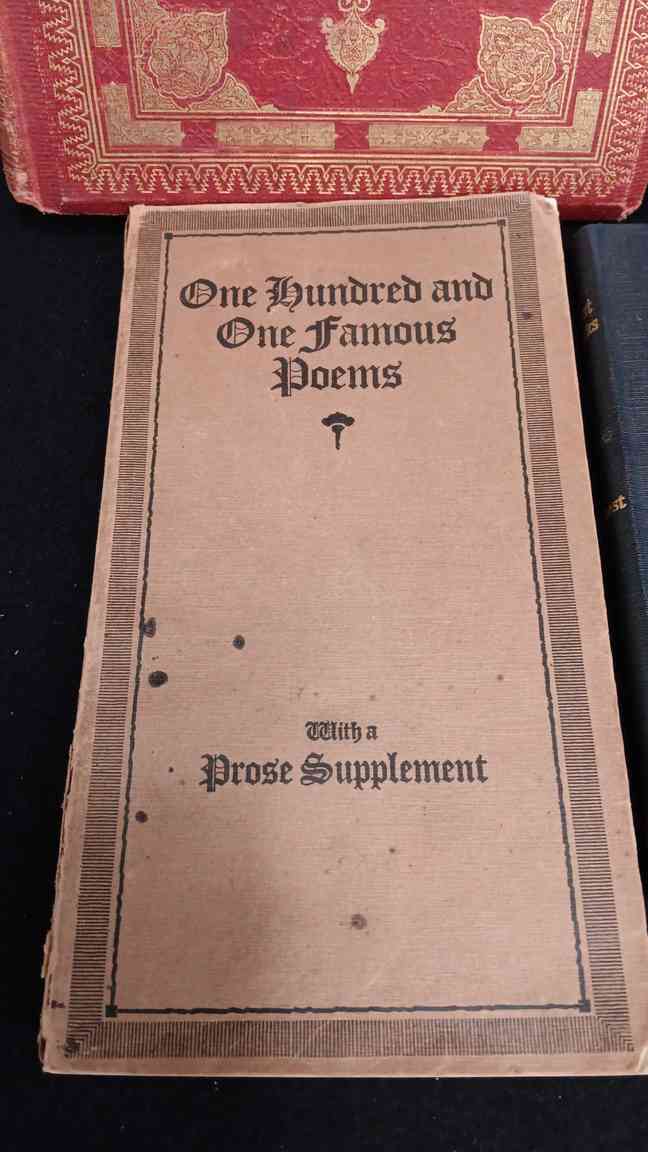 One Hundred and
One Famous
Poems
With a
Prose Supplement